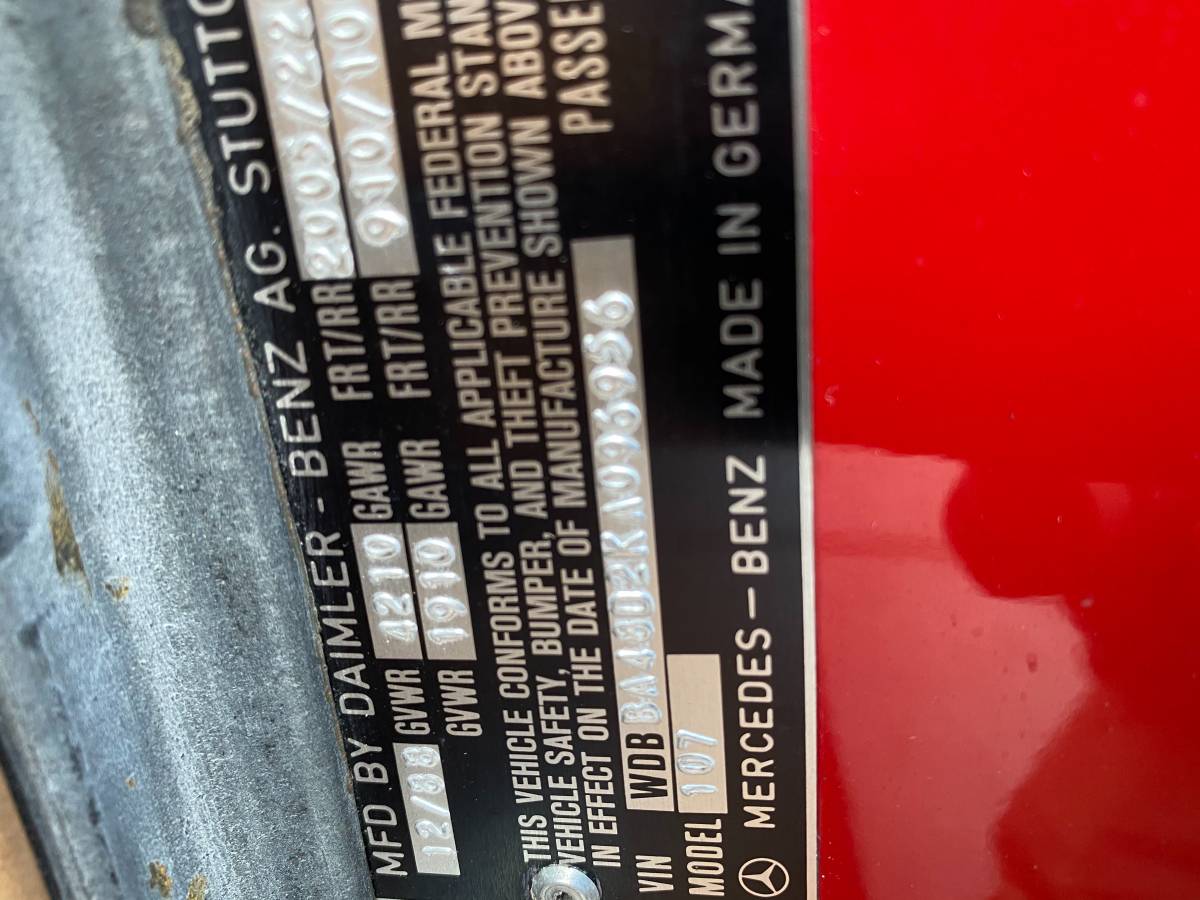 MFD BY DAIMLER - BENZ AG. STUTTG
12/88 GVWR 4210 GAWR FRT/RR 2005/22
GVWR 1910 GAWR FRT/RR 910/10
THIS VEHICLE CONFORMS TO ALL APPLICABLE FEDERAL M
VEHICLE SAFETY, BUMPER, AND THEFT PREVENTION STAN
IN EFFECT ON THE DATE OF MANUFACTURE SHOWN ABOV
VIN WDB BA48D2KA096956 PASSE
MODEL 107
MERCEDES-BENZ MADE IN GERMA